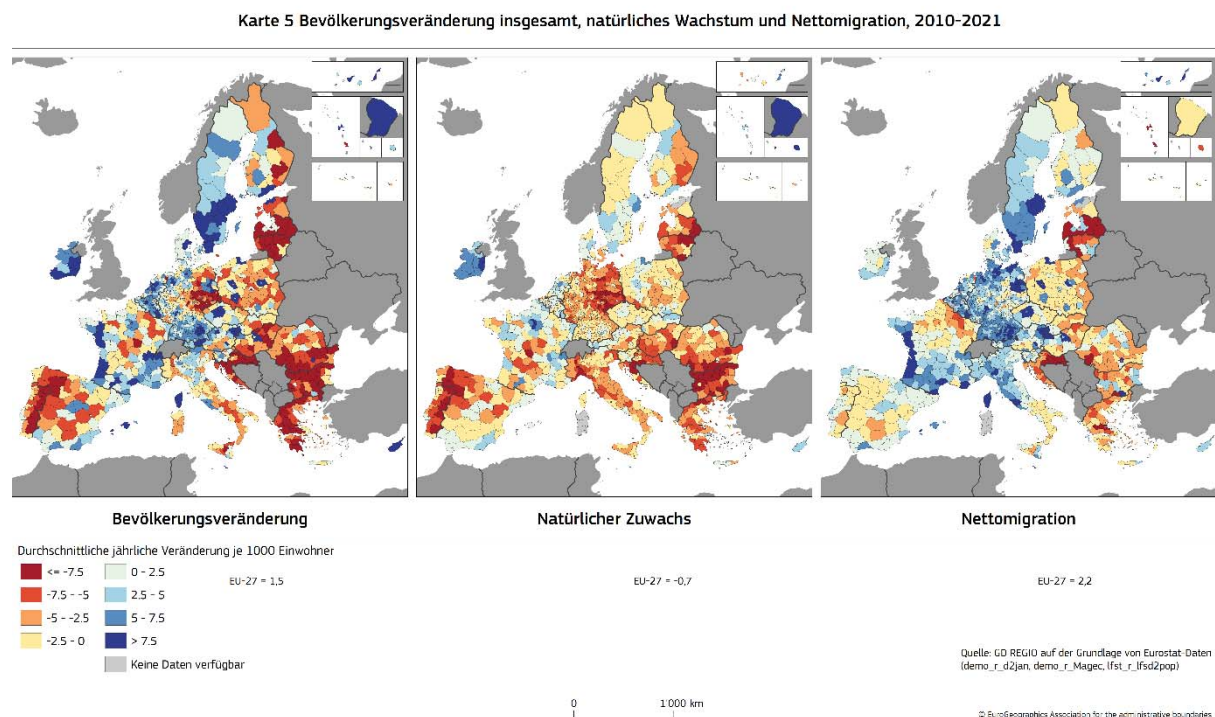 Karte 5 Bevölkerungsveränderung insgesamt, natürliches Wachstum und Nettomigration, 2010-2021
Bevölkerungsveränderung
Natürlicher Zuwachs
Nettomigration
Durchschnittliche jährliche Veränderung je 1000 Einwohner
<= -7.5
0 - 2.5
-7.5 - -5
2.5 - 5
-5 - -2.5
5 - 7.5
-2.5 - 0
> 7.5
Keine Daten verfügbar
EU-27 = 1,5
EU-27 = -0,7
EU-27 = 2,2
Quelle: GD REGIO auf der Grundlage von Eurostat-Daten
(demo_r_d2jan, demo_r_Magec, lfst_r_lfsd2pop)
0
1'000 km
© EuroGeographics Association for the administrative boundaries